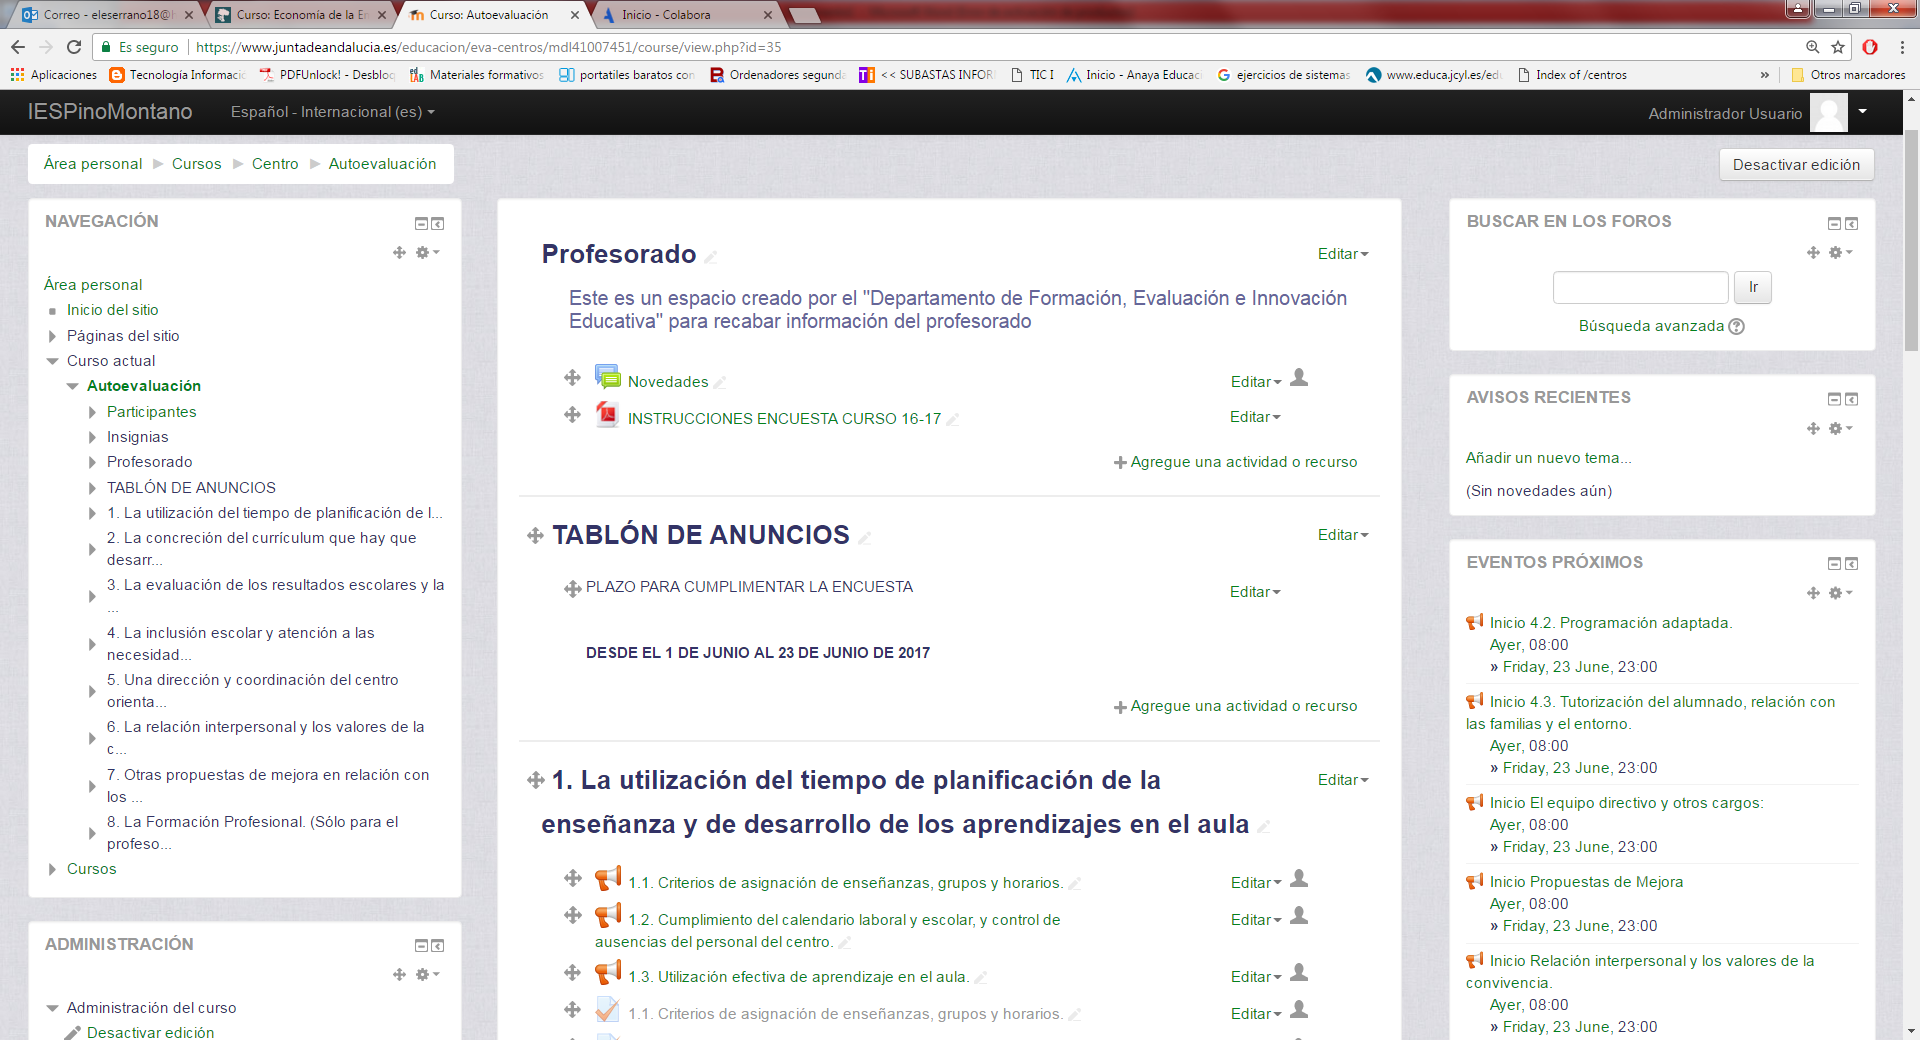 Correo - eleserrano18@h
Curso: Economía de la En
Curso: Autoevaluación
Inicio - Colabora
Es seguro
https://www.juntadeandalucia.es/educacion/eva-centros/mdl41007451/course/view.php?id=35
Aplicaciones
Tecnología Informaci
PDFUnlock! - Desbloq
Materiales formativos
portatiles baratos con
Ordenadores segunda
<< SUBASTAS INFORI
TIC I
Inicio - Anaya Educac
ejercicios de sistemas
www.educa.jcyl.es/edu
Index of /centros
»
Otros marcadores
IESPinoMontano
Español - Internacional (es)
Administrador Usuario
Área personal
Cursos
Centro
Autoevaluación
Desactivar edición
NAVEGACIÓN
Área personal
Inicio del sitio
Páginas del sitio
Curso actual
Autoevaluación
Participantes
Insignias
Profesorado
TABLÓN DE ANUNCIOS
1. La utilización del tiempo de planificación de l...
2. La concreción del currículum que hay que
desarr...
3. La evaluación de los resultados escolares y la
...
4. La inclusión escolar y atención a las
necesidad...
5. Una dirección y coordinación del centro
orienta...
6. La relación interpersonal y los valores de la
c...
7. Otras propuestas de mejora en relación con
los ...
8. La Formación Profesional. (Sólo para el
profeso...
Cursos
ADMINISTRACIÓN
Administración del curso
Desactivar edición
Profesorado
Editar
Este es un espacio creado por el "Departamento de Formación, Evaluación e Innovación
Educativa" para recabar información del profesorado
Novedades
Editar
INSTRUCCIONES ENCUESTA CURSO 16-17
Editar
Agregue una actividad o recurso
TABLÓN DE ANUNCIOS
Editar
PLAZO PARA CUMPLIMENTAR LA ENCUESTA
Editar
DESDE EL 1 DE JUNIO AL 23 DE JUNIO DE 2017
Agregue una actividad o recurso
1. La utilización del tiempo de planificación de la
Editar
enseñanza y de desarrollo de los aprendizajes en el aula
1.1. Criterios de asignación de enseñanzas, grupos y horarios.
Editar
1.2. Cumplimiento del calendario laboral y escolar, y control de
Editar
ausencias del personal del centro.
1.3. Utilización efectiva de aprendizaje en el aula.
Editar
1.1. Criterios de asignación de enseñanzas, grupos y horarios.
Editar
BUSCAR EN LOS FOROS
Ir
Búsqueda avanzada
AVISOS RECIENTES
Añadir un nuevo tema...
(Sin novedades aún)
EVENTOS PRÓXIMOS
Inicio 4.2. Programación adaptada.
Ayer, 08:00
» Friday, 23 June, 23:00
Inicio 4.3. Tutorización del alumnado, relación con
las familias y el entorno.
Ayer, 08:00
» Friday, 23 June, 23:00
Inicio El equipo directivo y otros cargos:
Ayer, 08:00
» Friday, 23 June, 23:00
Inicio Propuestas de Mejora
Ayer, 08:00
» Friday, 23 June, 23:00
Inicio Relación interpersonal y los valores de la
convivencia.
Ayer, 08:00
» Friday, 23 June, 23:00